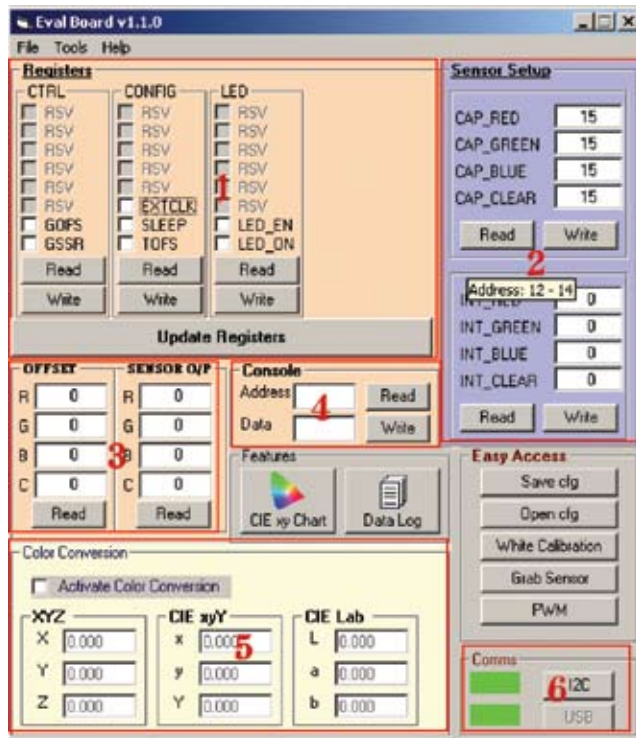 Eval Board v1.1.0
File Tools Help
Registers
CTRL
RSV
RSV
RSV
RSV
RSV
RSV
GOFS
GSSR
Read
Write
CONFIG
RSV
RSV
RSV
RSV
RSV
EXTCLK
SLEEP
TOFS
Read
Write
LED
RSV
RSV
RSV
RSV
RSV
RSV
LED_EN
LED_ON
Read
Write
1
Update Registers
Sensor Setup
CAP_RED 15
CAP_GREEN 15
CAP_BLUE 15
CAP_CLEAR 15
Read Write
2
Address: 12 - 14
INT_RED 0
INT_GREEN 0
INT_BLUE 0
INT_CLEAR 0
Read Write
OFFSET
R 0
G 0
B 0
C 0
Read
3
SENSOR O/P
R 0
G 0
B 0
C 0
Read
Console
Address Read
Data Write
4
Features
CIE xy Chart
Data Log
Easy Access
Save cfg
Open cfg
White Calibration
Grab Sensor
PWM
Color Conversion
Activate Color Conversion
XYZ
X 0.000
Y 0.000
Z 0.000
CIE xyY
x 0.000
y 0.000
Y 0.000
5
CIE Lab
L 0.000
a 0.000
b 0.000
Comms
6
I2C
USB